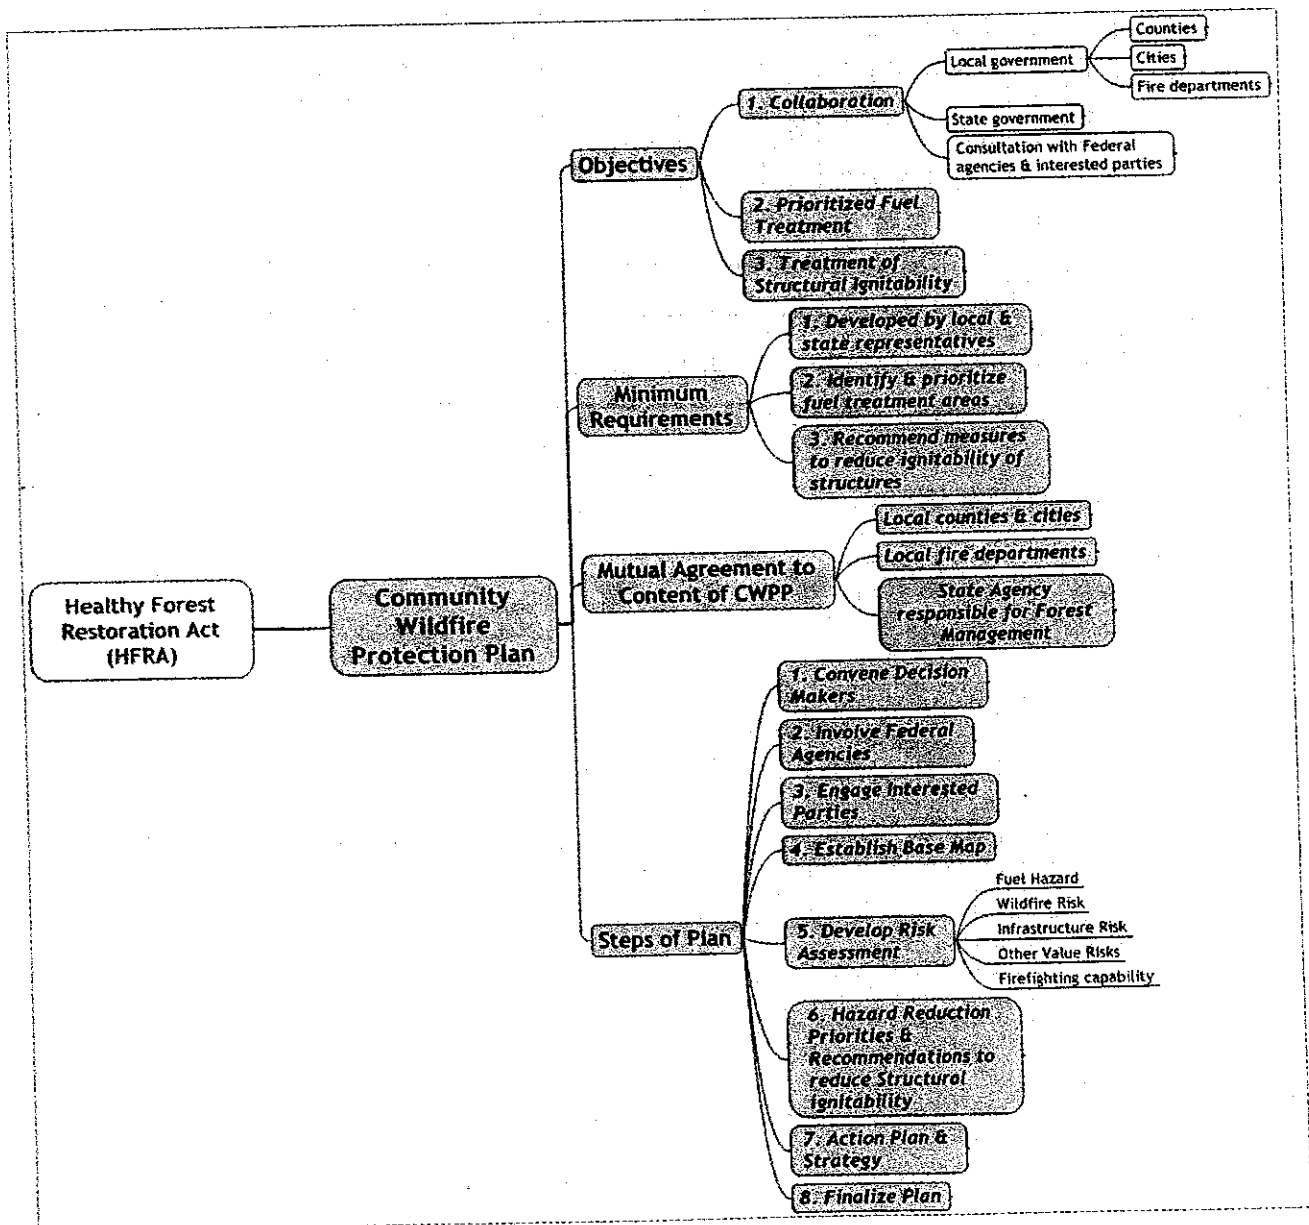 Healthy Forest
Restoration Act
(HFRA)
Community
Wildfire
Protection Plan
Objectives
1. Collaboration
Local government
Counties
Cities
Fire departments
State government
Consultation with Federal
agencies & interested parties
2. Prioritized Fuel
Treatment
3. Treatment of
Structural Ignitability
Minimum
Requirements
1. Developed by local &
state representatives
2. Identify & prioritize
fuel treatment areas
3. Recommend measures
to reduce ignitability of
structures
Mutual Agreement to
Content of CWPP
Local counties & cities
Local fire departments
State Agency
responsible for Forest
Management
Steps of Plan
1. Convene Decision
Makers
2. Involve Federal
Agencies
3. Engage Interested
Parties
4. Establish Base Map
5. Develop Risk
Assessment
Fuel Hazard
Wildfire Risk
Infrastructure Risk
Other Value Risks
Firefighting capability
6. Hazard Reduction
Priorities &
Recommendations to
reduce Structural
Ignitability
7. Action Plan &
Strategy
8. Finalize Plan